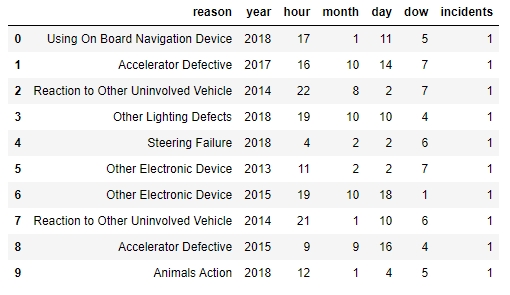 reason year hour month day dow incidents
0 Using On Board Navigation Device 2018 17 1 11 5 1
1 Accelerator Defective 2017 16 10 14 7 1
2 Reaction to Other Uninvolved Vehicle 2014 22 8 2 7 1
3 Other Lighting Defects 2018 19 10 10 4 1
4 Steering Failure 2018 4 2 2 6 1
5 Other Electronic Device 2013 11 2 2 7 1
6 Other Electronic Device 2015 19 10 18 1 1
7 Reaction to Other Uninvolved Vehicle 2014 21 1 10 6 1
8 Accelerator Defective 2015 9 9 16 4 1
9 Animals Action 2018 12 1 4 5 1